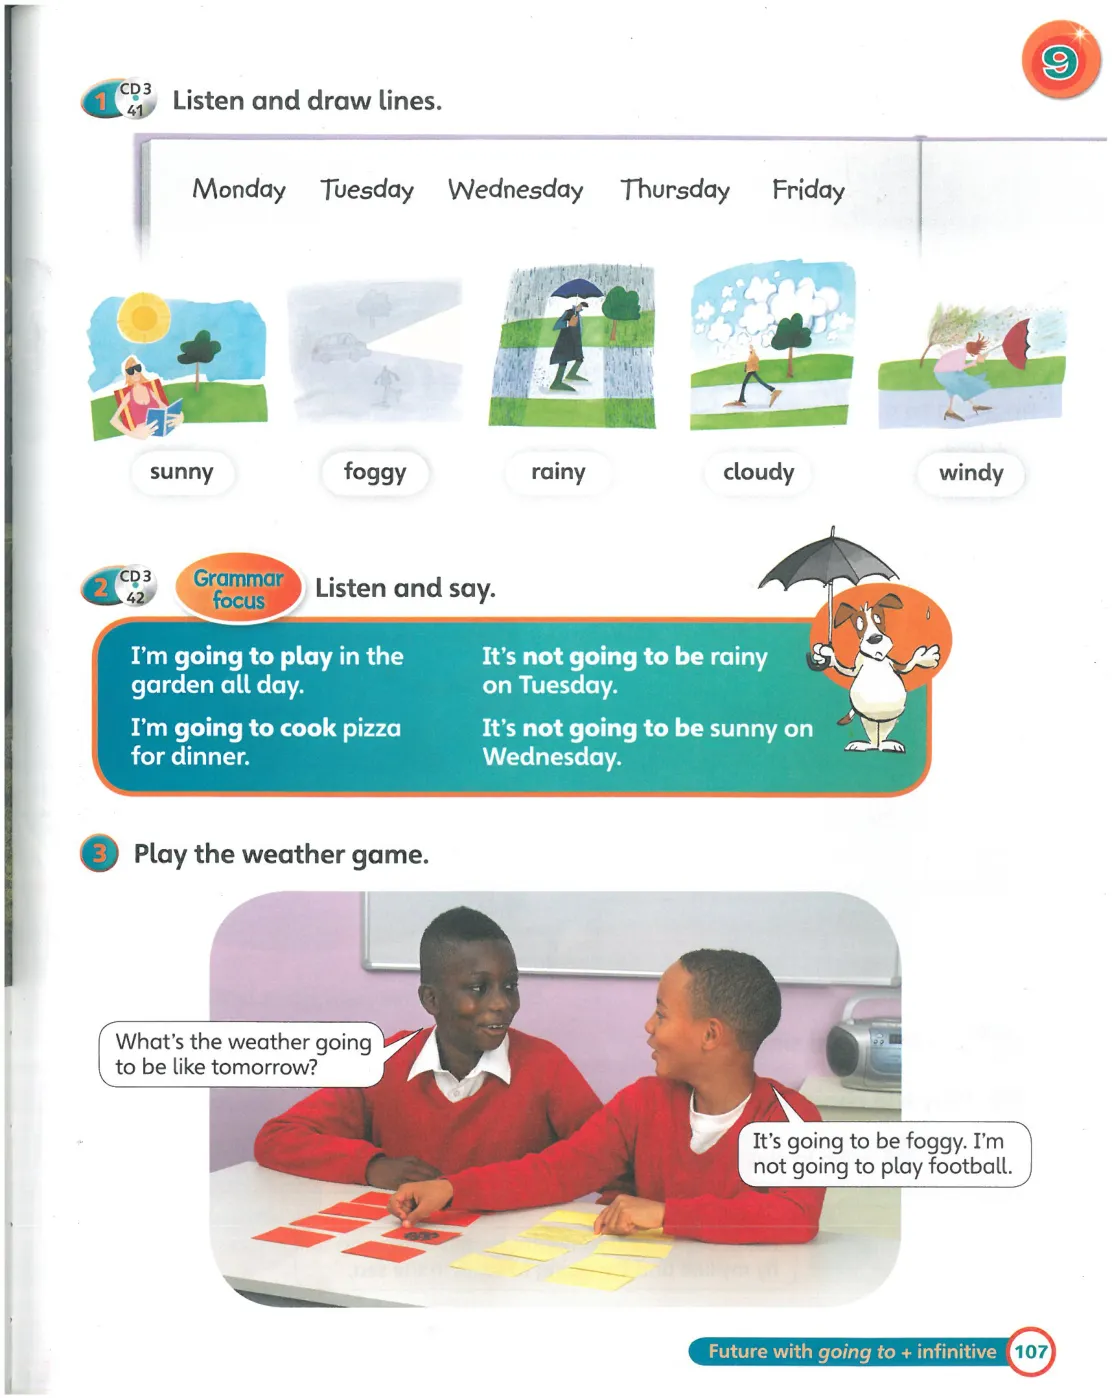 9
1 CD3 41 Listen and draw lines.
Monday Tuesday Wednesday Thursday Friday
sunny foggy rainy cloudy windy
2 CD3 42 Grammar focus Listen and say.
I'm going to play in the
garden all day.
I'm going to cook pizza
for dinner.
It's not going to be rainy
on Tuesday.
It's not going to be sunny on
Wednesday.
3 Play the weather game.
What's the weather going
to be like tomorrow?
It's going to be foggy. I'm
not going to play football.
Future with going to + infinitive 107